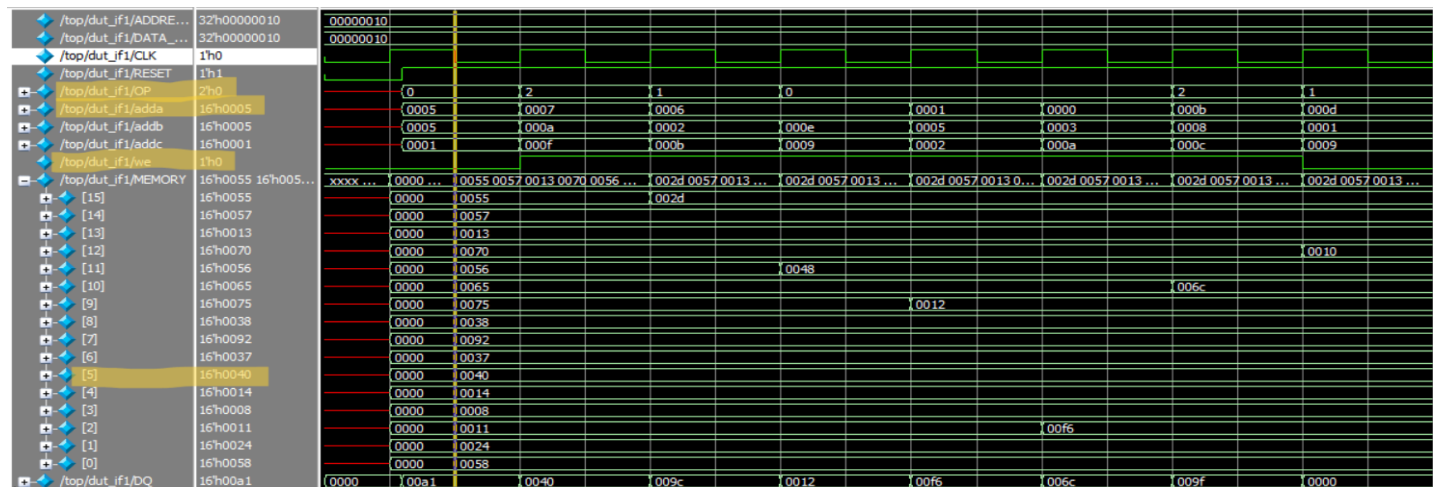 /top/dut_if1/ADDRE... 32'h00000010 00000010
/top/dut_if1/DATA_... 32'h00000010 00000010
/top/dut_if1/CLK 1'h0
/top/dut_if1/RESET 1'h1
/top/dut_if1/OP 2'h0 0 2 1 0 2 1
/top/dut_if1/adda 16'h0005 0005 0007 0006 0001 0000 000b 000d
/top/dut_if1/addb 16'h0005 0005 000a 0002 000e 0005 0003 0008 0001
/top/dut_if1/addc 16'h0001 0001 000f 000b 0009 0002 000a 000c 0009
/top/dut_if1/we 1'h0
/top/dut_if1/MEMORY 16'h0055 16'h005... xxxx ... 0000 ... 0055 0057 0013 0070 0056 ... 002d 0057 0013 ... 002d 0057 0013 ... 002d 0057 0013 0... 002d 0057 0013 ... 002d 0057 0013 ... 002d 0057 0013 ...
[15] 16'h0055 0000 0055 002d
[14] 16'h0057 0000 0057
[13] 16'h0013 0000 0013
[12] 16'h0070 0000 0070 0010
[11] 16'h0056 0000 0056 0048
[10] 16'h0065 0000 0065 006c
[9] 16'h0075 0000 0075 0012
[8] 16'h0038 0000 0038
[7] 16'h0092 0000 0092
[6] 16'h0037 0000 0037
[5] 16'h0040 0000 0040
[4] 16'h0014 0000 0014
[3] 16'h0008 0000 0008
[2] 16'h0011 0000 0011 00f6
[1] 16'h0024 0000 0024
[0] 16'h0058 0000 0058
/top/dut_if1/DQ 16'h00a1 0000 00a1 0040 009c 0012 00f6 006c 009f 0000